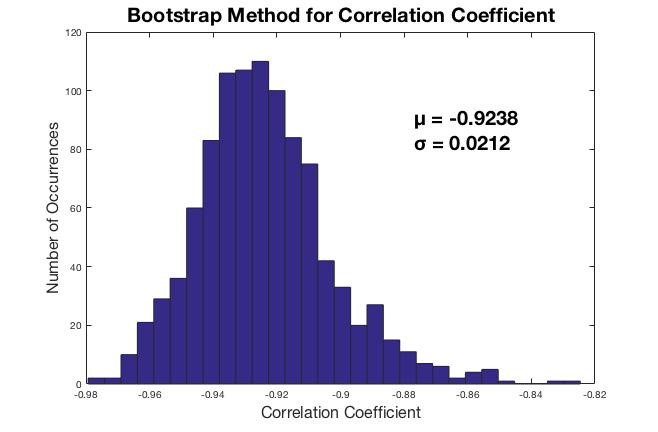 Bootstrap Method for Correlation Coefficient
120
100
80
60
40
20
0
Number of Occurrences
μ = -0.9238
σ = 0.0212
-0.98 -0.96 -0.94 -0.92 -0.9 -0.88 -0.86 -0.84 -0.82
Correlation Coefficient